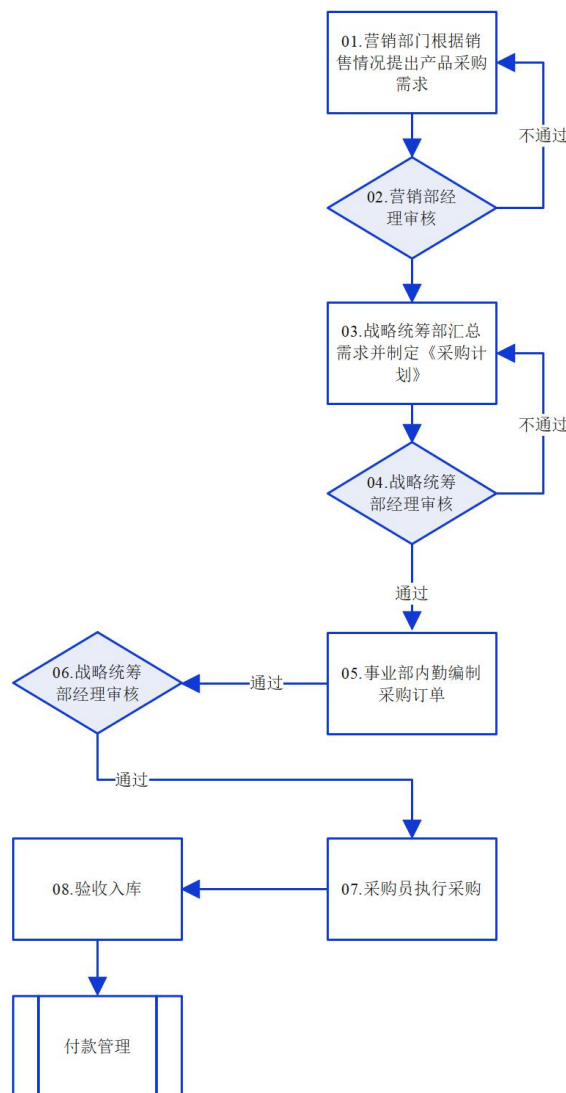 01.营销部门根据销
售情况提出产品采购
需求
不通过
02.营销部经
理审核
03.战略统筹部汇总
需求并制定《采购计
划》
不通过
04.战略统筹
部经理审核
通过
05.事业部内勤编制
采购订单
通过
06.战略统筹
部经理审核
通过
07.采购员执行采购
08.验收入库
付款管理